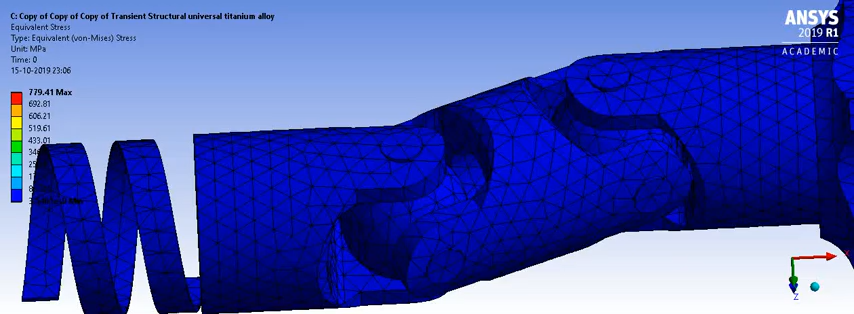 C: Copy of Copy of Copy of Transient Structural universal titanium alloy
Equivalent Stress
Type: Equivalent (von-Mises) Stress
Unit: MPa
Time: 0
15-10-2019 23:06
779.41 Max
692.81
606.21
519.61
433.01
ANSYS
2019 R1
ACADEMIC
X
Z